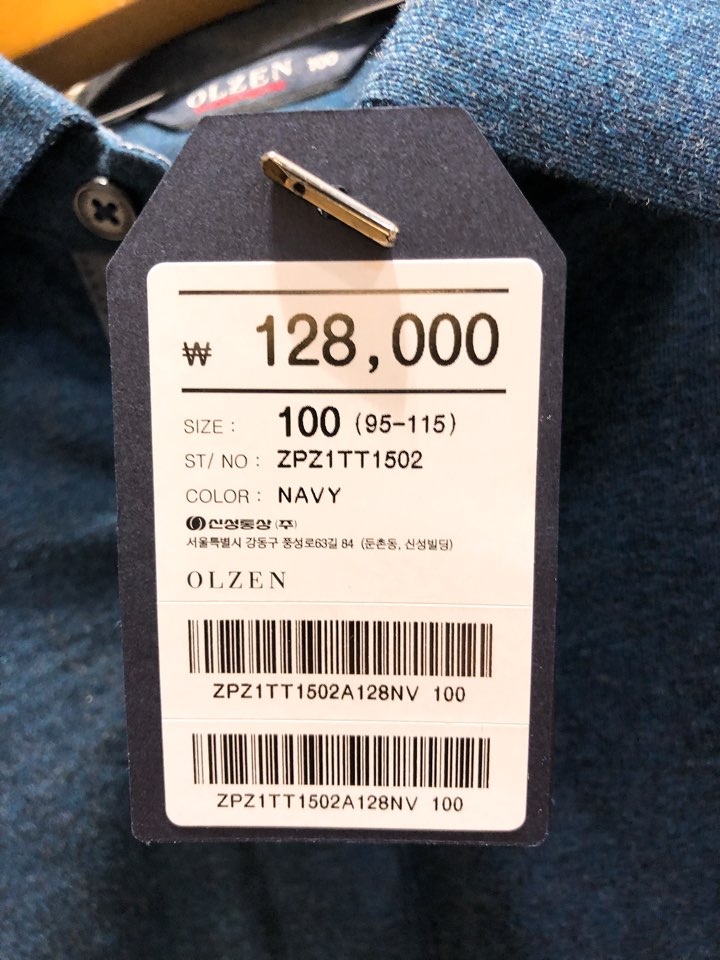 OLZEN 100
₩ 128,000
SIZE : 100 (95-115)
ST/ NO : ZPZ1TT1502
COLOR : NAVY
신성통상 (주)
서울특별시 강동구 풍성로63길 84 (둔촌동, 신성빌딩)
OLZEN
ZPZ1TT1502A128NV 100
ZPZ1TT1502A128NV 100